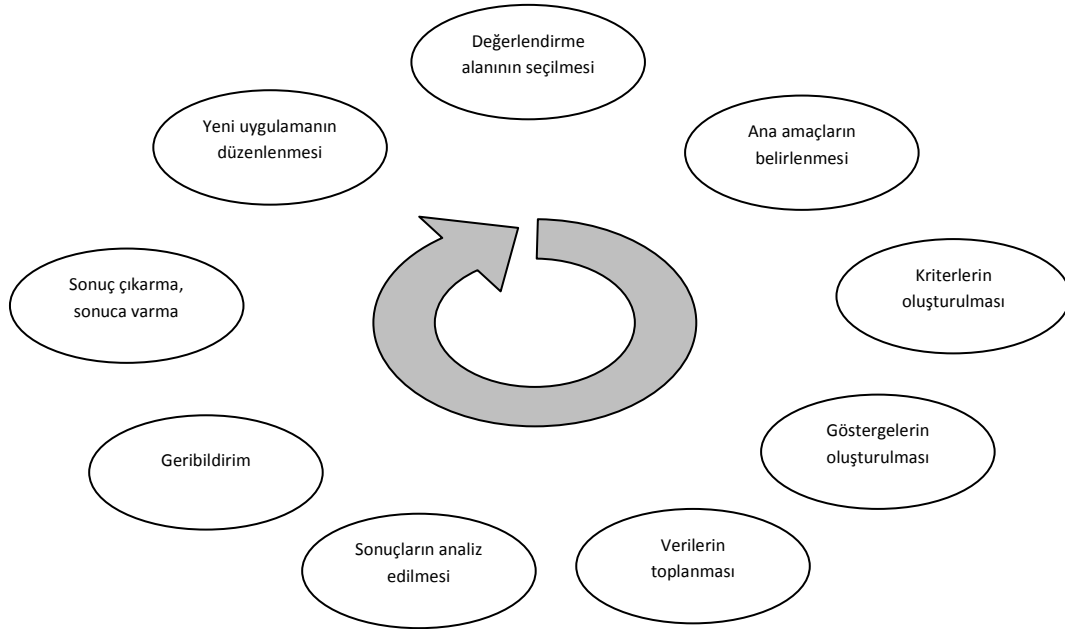 Değerlendirme
alanının seçilmesi
Ana amaçların
belirlenmesi
Kriterlerin
oluşturulması
Göstergelerin
oluşturulması
Verilerin
toplanması
Sonuçların analiz
edilmesi
Geribildirim
Sonuç çıkarma,
sonuca varma
Yeni uygulamanın
düzenlenmesi